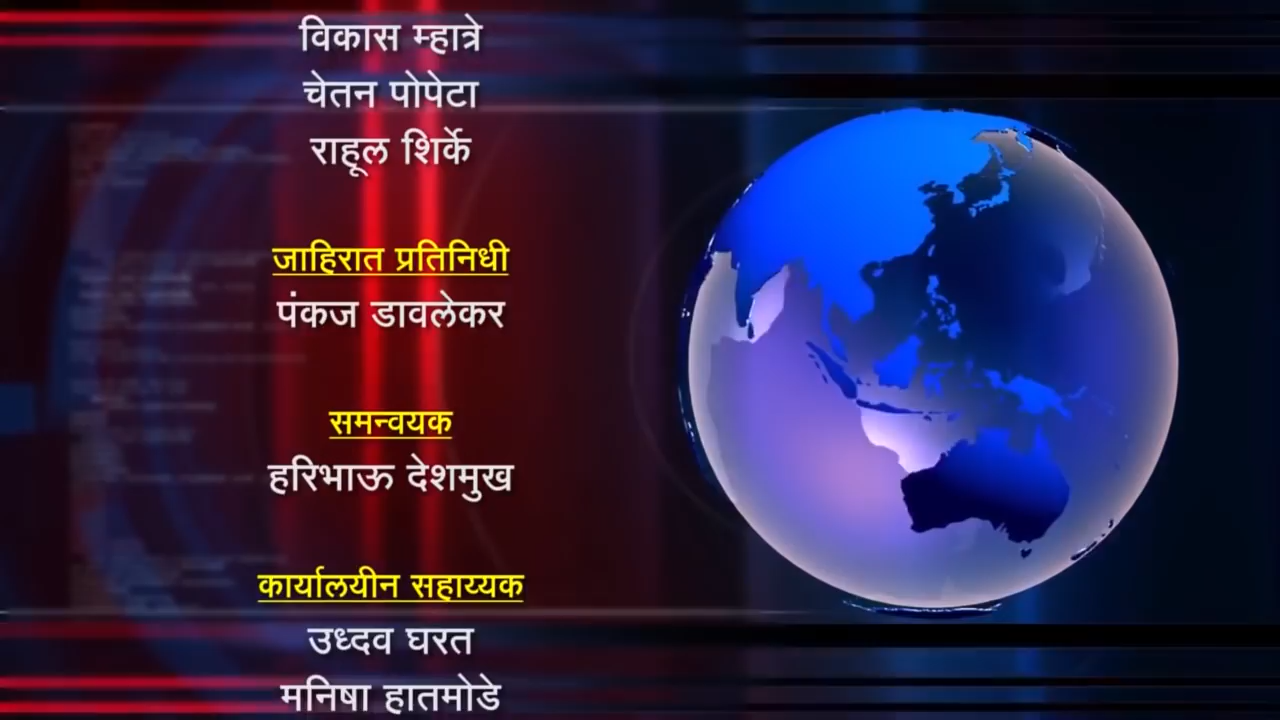 विकास म्हात्रे
चेतन पोपेटा
राहूल शिर्के
जाहिरात प्रतिनिधी
पंकज डावलेकर
समन्वयक
हरिभाऊ देशमुख
कार्यालयीन सहाय्यक
उध्दव घरत
मनिषा हातमोडे